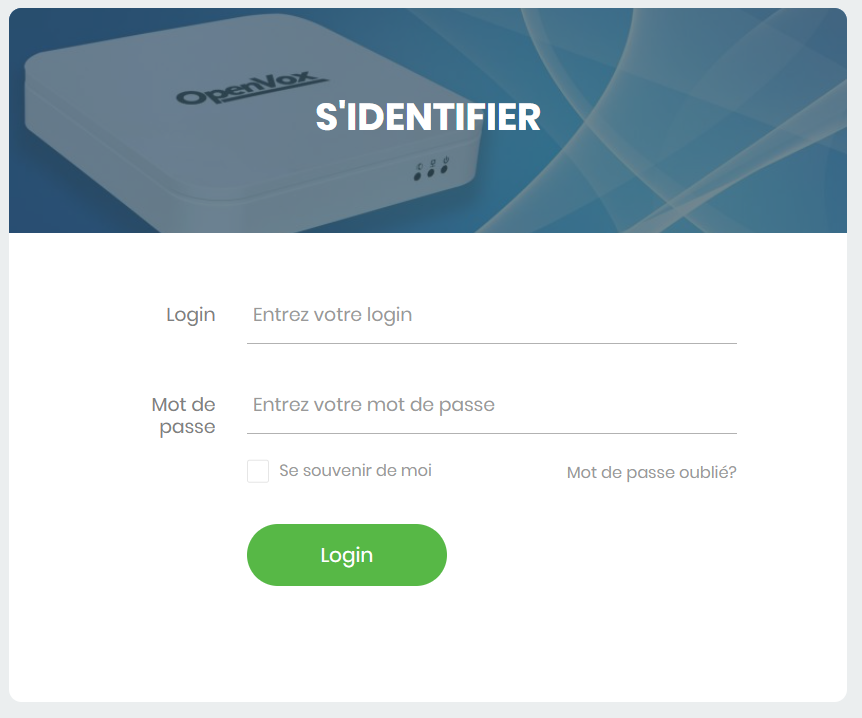 OpenVox
S'IDENTIFIER
Login
Entrez votre login
Mot de
passe
Entrez votre mot de passe
Se souvenir de moi
Mot de passe oublié?
Login